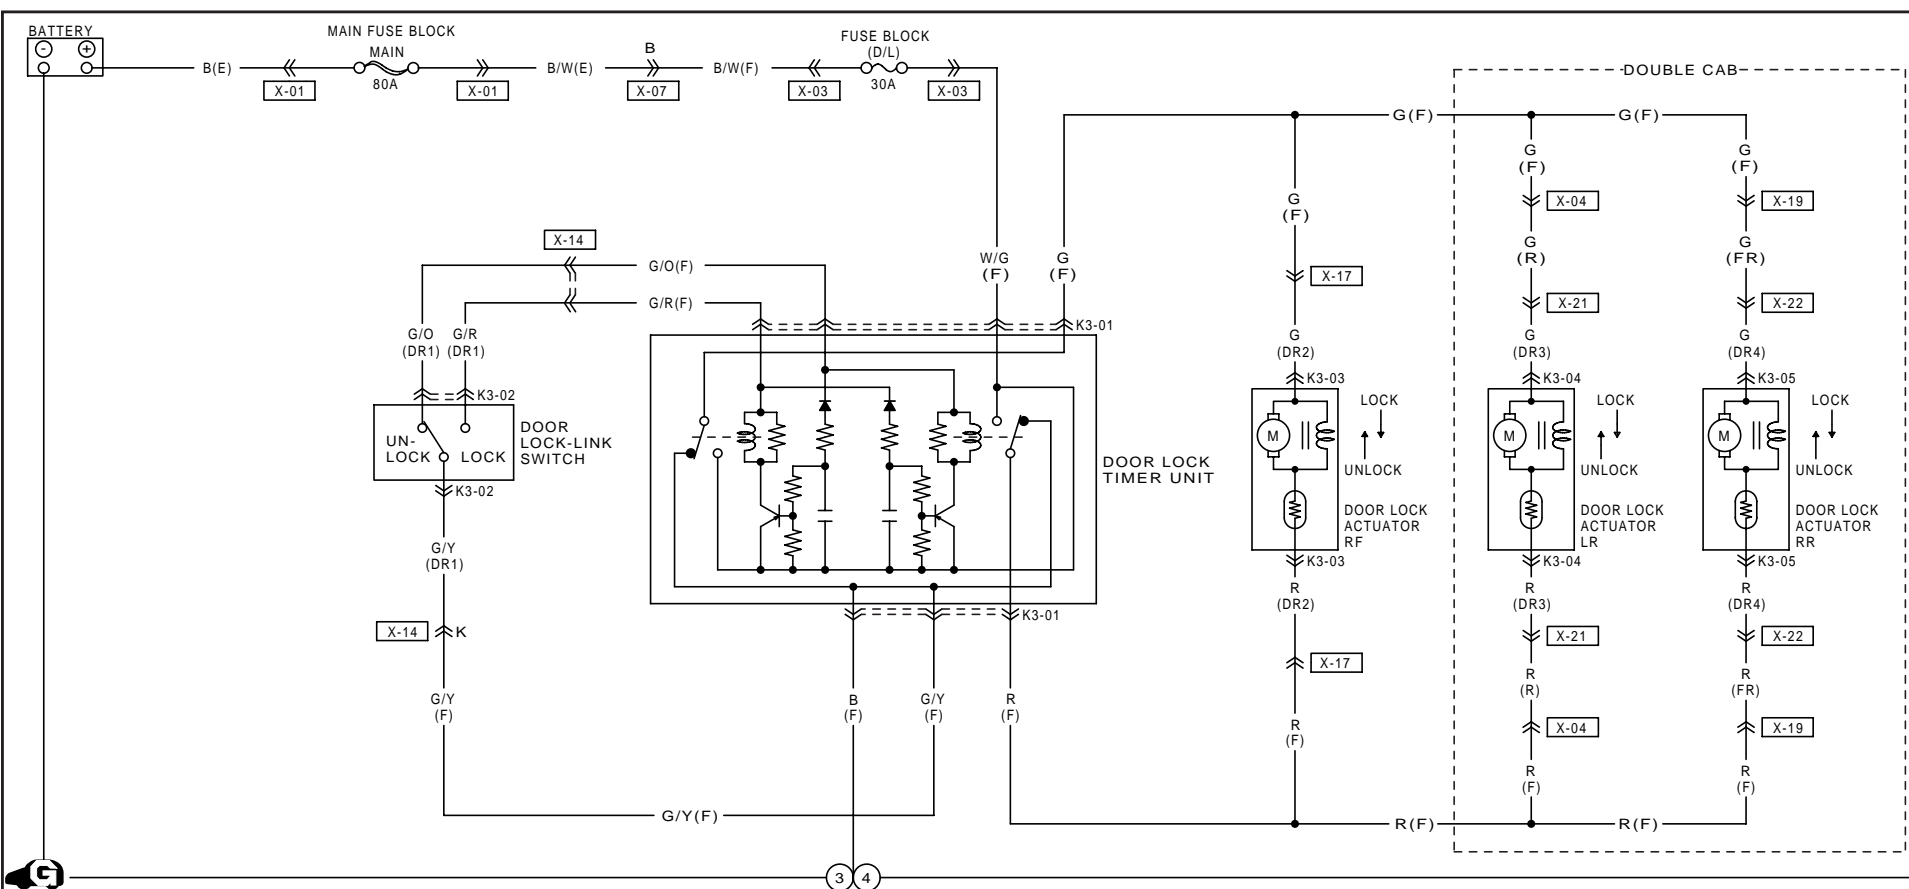 BATTERY
- +
B(E)
X-01
MAIN FUSE BLOCK
MAIN
80A
X-01
B/W(E)
B
X-07
B/W(F)
X-03
FUSE BLOCK
(D/L)
30A
X-03
DOUBLE CAB
G(F)
G(F)
G
(F)
G
(F)
G
(F)
X-04
X-19
X-14
G/O(F)
G/R(F)
W/G
(F)
G
(F)
X-17
G
(R)
G
(FR)
X-21
X-22
K3-01
G/O
(DR1)
G/R
(DR1)
G
(DR2)
G
(DR3)
G
(DR4)
K3-02
K3-03
K3-04
K3-05
UN-
LOCK
LOCK
DOOR
LOCK-LINK
SWITCH
K3-02
DOOR LOCK
TIMER UNIT
M
LOCK
UNLOCK
DOOR LOCK
ACTUATOR
RF
M
LOCK
UNLOCK
DOOR LOCK
ACTUATOR
LR
M
LOCK
UNLOCK
DOOR LOCK
ACTUATOR
RR
K3-03
K3-04
K3-05
G/Y
(DR1)
R
(DR2)
R
(DR3)
R
(DR4)
K3-01
X-14
K
X-17
X-21
X-22
G/Y
(F)
B
(F)
G/Y
(F)
R
(F)
R
(F)
R
(R)
R
(FR)
X-04
X-19
R
(F)
R
(F)
G/Y(F)
R(F)
R(F)
G
3
4